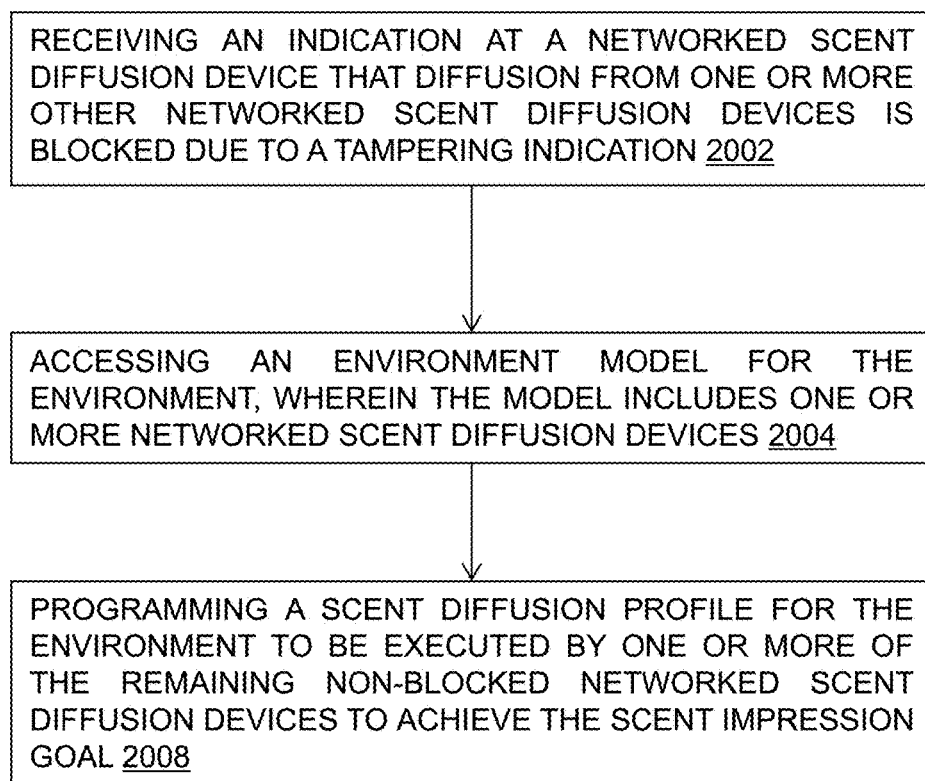 RECEIVING AN INDICATION AT A NETWORKED SCENT
DIFFUSION DEVICE THAT DIFFUSION FROM ONE OR MORE
OTHER NETWORKED SCENT DIFFUSION DEVICES IS
BLOCKED DUE TO A TAMPERING INDICATION 2002
ACCESSING AN ENVIRONMENT MODEL FOR THE
ENVIRONMENT, WHEREIN THE MODEL INCLUDES ONE OR
MORE NETWORKED SCENT DIFFUSION DEVICES 2004
PROGRAMMING A SCENT DIFFUSION PROFILE FOR THE
ENVIRONMENT TO BE EXECUTED BY ONE OR MORE OF
THE REMAINING NON-BLOCKED NETWORKED SCENT
DIFFUSION DEVICES TO ACHIEVE THE SCENT IMPRESSION
GOAL 2008